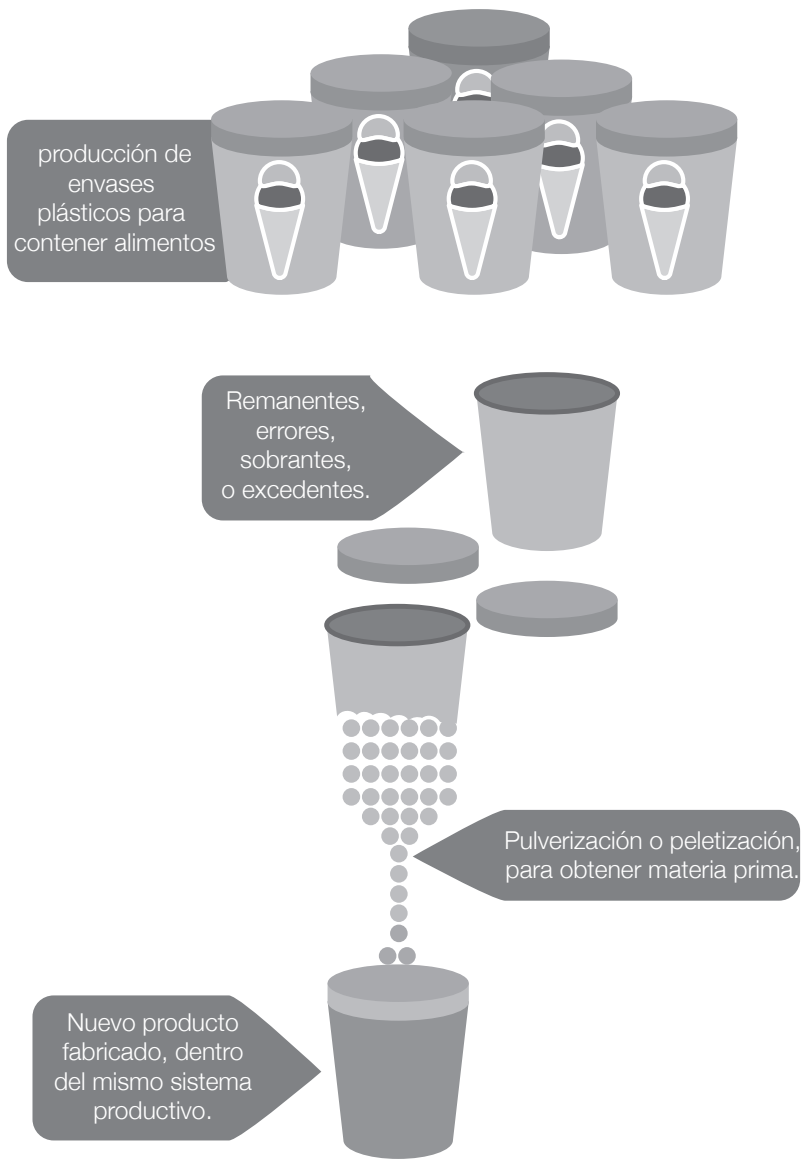 producción de
envases
plásticos para
contener alimentos
Remanentes,
errores,
sobrantes,
o excedentes.
Pulverización o peletización,
para obtener materia prima.
Nuevo producto
fabricado, dentro
del mismo sistema
productivo.